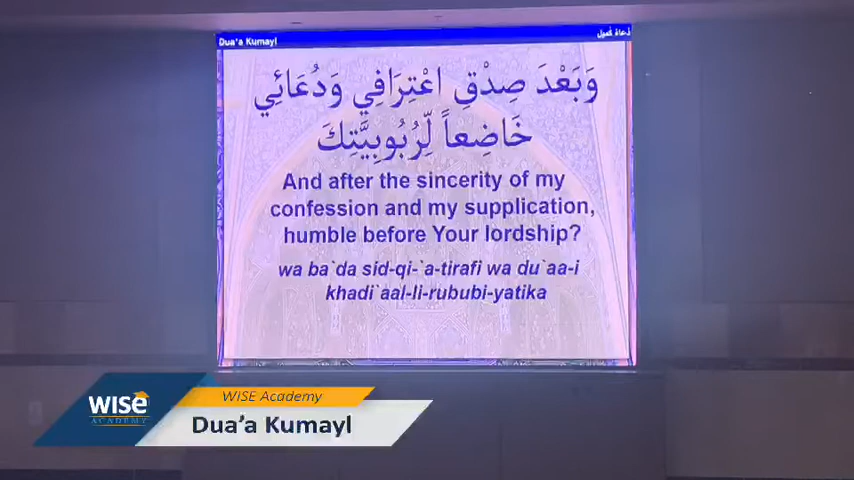 Dua'a Kumayl
دُعَاءُ كُمَيل
وَبَعْدَ صِدْقِ اعْتِرَافِي وَدُعَائِي
خَاضِعاً لِّرُبُوبِيَّتِكَ
And after the sincerity of my
confession and my supplication,
humble before Your lordship?
wa ba`da sid-qi-`a-tirafi wa du`aa-i
khadi`aal-li-rububi-yatika
WISE Academy
wise
ACADEMY
Dua'a Kumayl